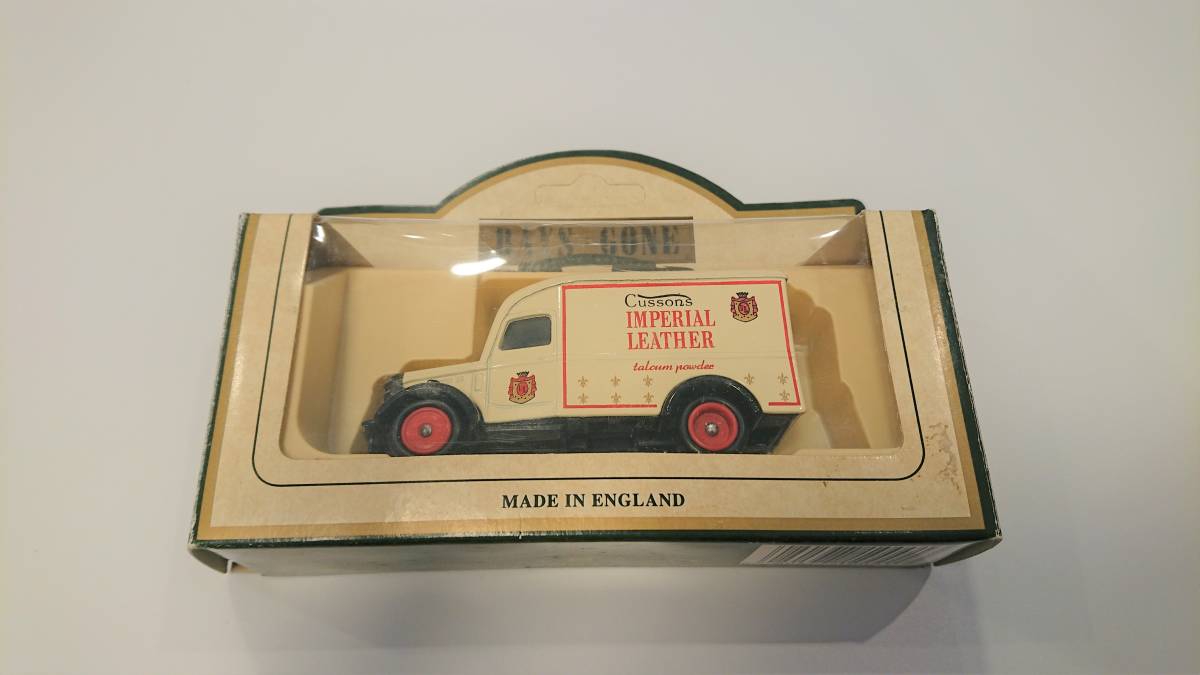 DAYS GONE
Cussons
IMPERIAL
LEATHER
talcum powder
MADE IN ENGLAND